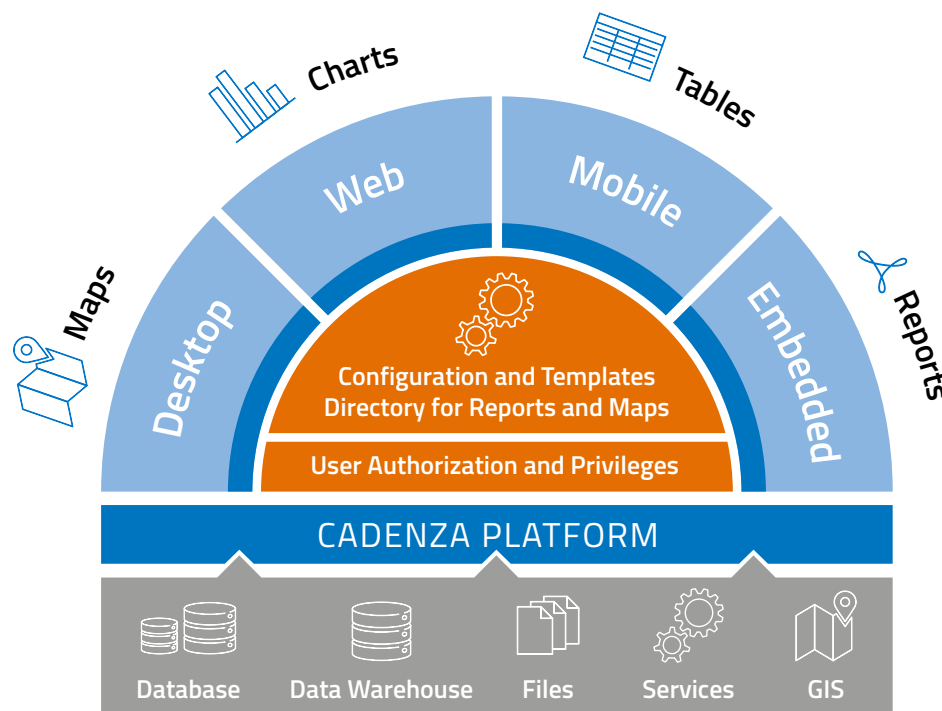 Charts
Tables
Maps
Reports
Web
Mobile
Desktop
Embedded
Configuration and Templates
Directory for Reports and Maps
User Authorization and Privileges
CADENZA PLATFORM
Database
Data Warehouse
Files
Services
GIS